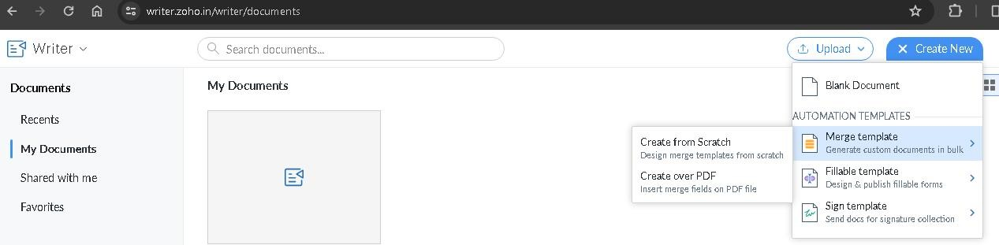 writer.zoho.in/writer/documents
Writer
Search documents...
Upload
Create New
Documents
Recents
My Documents
Shared with me
Favorites
My Documents
Blank Document
AUTOMATION TEMPLATES
Merge template
Generate custom documents in bulk
Create from Scratch
Design merge templates from scratch
Create over PDF
Insert merge fields on PDF file
Fillable template
Design & publish fillable forms
Sign template
Send docs for signature collection